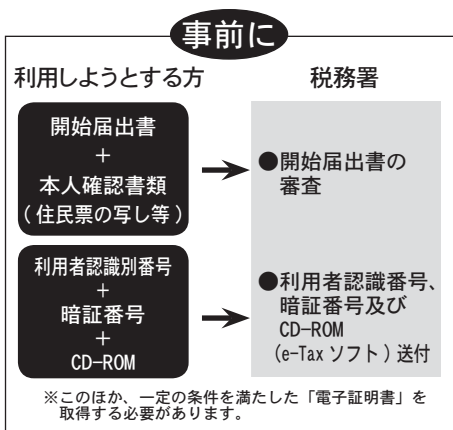 事前に
利用しようとする方
税務署
開始届出書
+
本人確認書類
(住民票の写し等)
●開始届出書の
審査
利用者認識別番号
+
暗証番号
+
CD-ROM
●利用者認識番号、
暗証番号及び
CD-ROM
(e-Taxソフト)送付
※このほか、一定の条件を満たした「電子証明書」を
取得する必要があります。